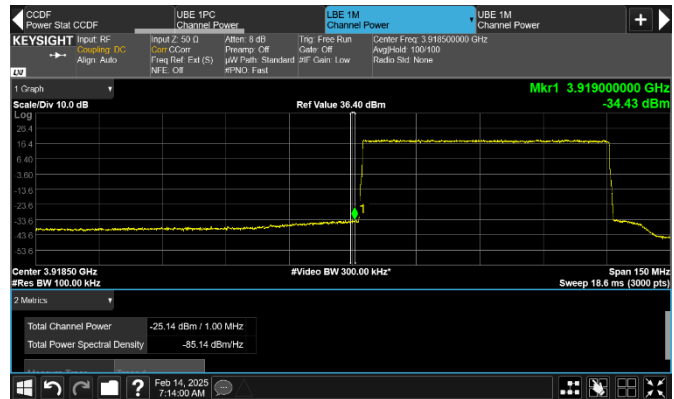 CCDF
Power Stat CCDF
UBE 1PC
Channel Power
LBE 1M
Channel Power
UBE 1M
Channel Power
KEYSIGHT
Input: RF
Coupling: DC
Align: Auto
LXI
Input Z: 50 Ω
Corr CCorr
Freq Ref: Ext (S)
NFE: Off
Atten: 8 dB
Preamp: Off
µW Path: Standard
#PNO: Fast
Trig: Free Run
Gate: Off
#IF Gain: Low
Center Freq: 3.918500000 GHz
Avg|Hold: 100/100
Radio Std: None
1 Graph
Mkr1 3.919000000 GHz
Scale/Div 10.0 dB
Ref Value 36.40 dBm
-34.43 dBm
Log
26.4
16.4
6.40
-3.60
-13.6
-23.6
-33.6
-43.6
-53.6
1
Center 3.91850 GHz
#Video BW 300.00 kHz*
Span 150 MHz
#Res BW 100.00 kHz
Sweep 18.6 ms (3000 pts)
2 Metrics
Total Channel Power
-25.14 dBm / 1.00 MHz
Total Power Spectral Density
-85.14 dBm/Hz
?
Feb 14, 2025
7:14:00 AM